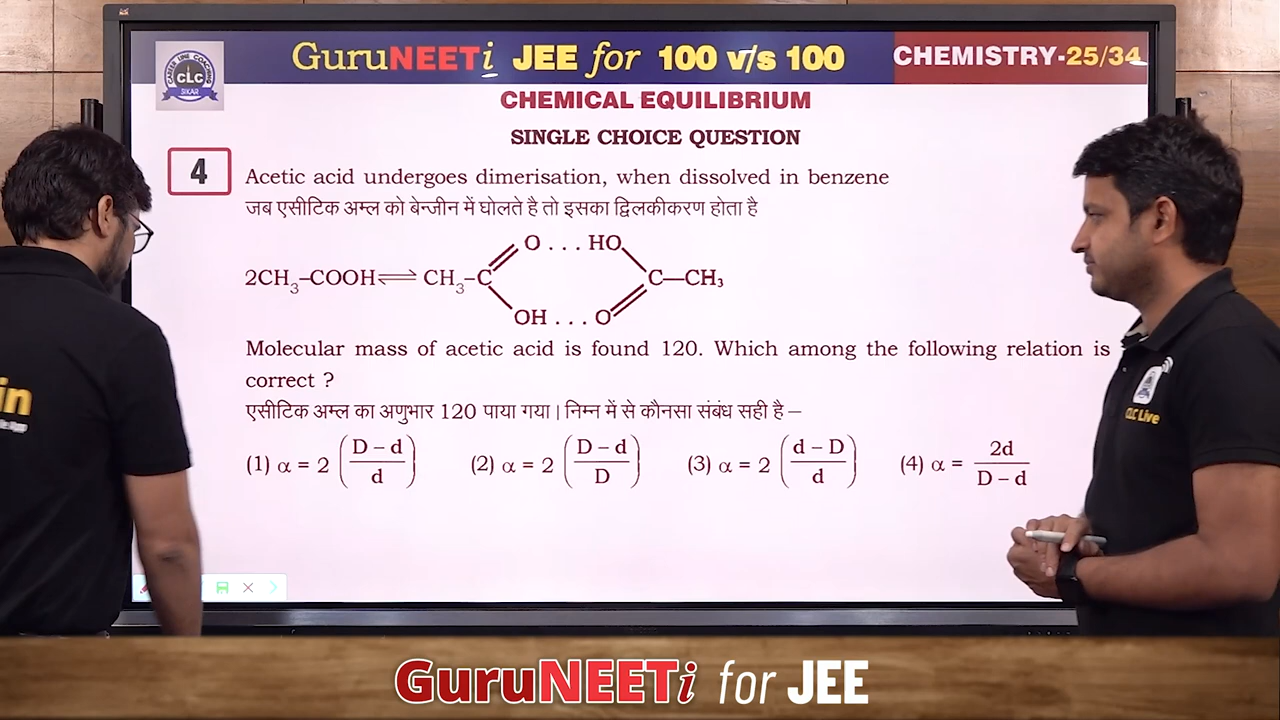 GuruNEETi JEE for 100 v/s 100 CHEMISTRY-25/34
CLC
SIKAR
CHEMICAL EQUILIBRIUM
SINGLE CHOICE QUESTION
4
Acetic acid undergoes dimerisation, when dissolved in benzene
जब एसीटिक अम्ल को बेन्जीन में घोलते है तो इसका द्विलकीकरण होता है
O . . . HO
2CH₃–COOH ⇌ CH₃–C C—CH₃
OH . . . O
Molecular mass of acetic acid is found 120. Which among the following relation is
correct ?
एसीटिक अम्ल का अणुभार 120 पाया गया। निम्न में से कौनसा संबंध सही है –
(1) α = 2 ((D – d)/d) (2) α = 2 ((D – d)/D) (3) α = 2 ((d – D)/d) (4) α = 2d/(D – d)
in
CLC Live
GuruNEETi for JEE